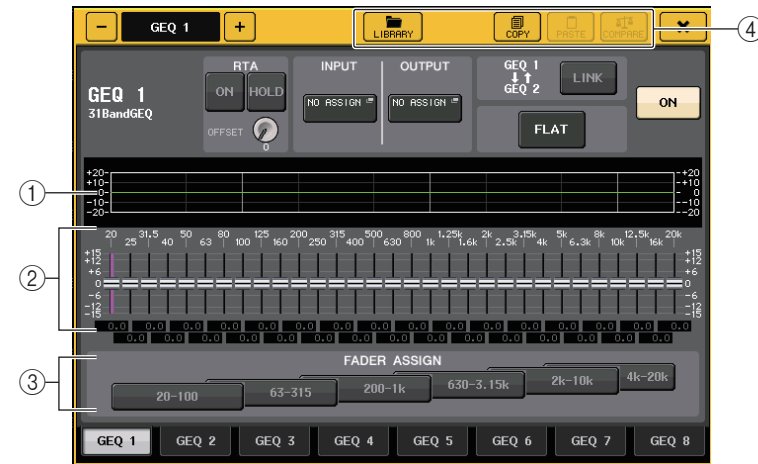 − GEQ 1 + LIBRARY COPY PASTE COMPARE ✖ ④
RTA INPUT OUTPUT GEQ 1
GEQ 1 ON HOLD ↓↑ LINK
31BandGEQ NO ASSIGN NO ASSIGN GEQ 2 ON
OFFSET FLAT
0
①
+20 +20
+10 +10
0 0
-10 -10
-20 -20
②
20 31.5 50 80 125 200 315 500 800 1.25k 2k 3.15k 5k 8k 12.5k 20k
25 40 63 100 160 250 400 630 1k 1.6k 2.5k 4k 6.3k 10k 16k
+15 +15
+12 +12
+6 +6
0 0
-6 -6
-12 -12
-15 -15
0.0 0.0 0.0 0.0 0.0 0.0 0.0 0.0 0.0 0.0 0.0 0.0 0.0 0.0 0.0 0.0
0.0 0.0 0.0 0.0 0.0 0.0 0.0 0.0 0.0 0.0 0.0 0.0 0.0 0.0 0.0
③
FADER ASSIGN
20-100 63-315 200-1k 630-3.15k 2k-10k 4k-20k
GEQ 1 GEQ 2 GEQ 3 GEQ 4 GEQ 5 GEQ 6 GEQ 7 GEQ 8